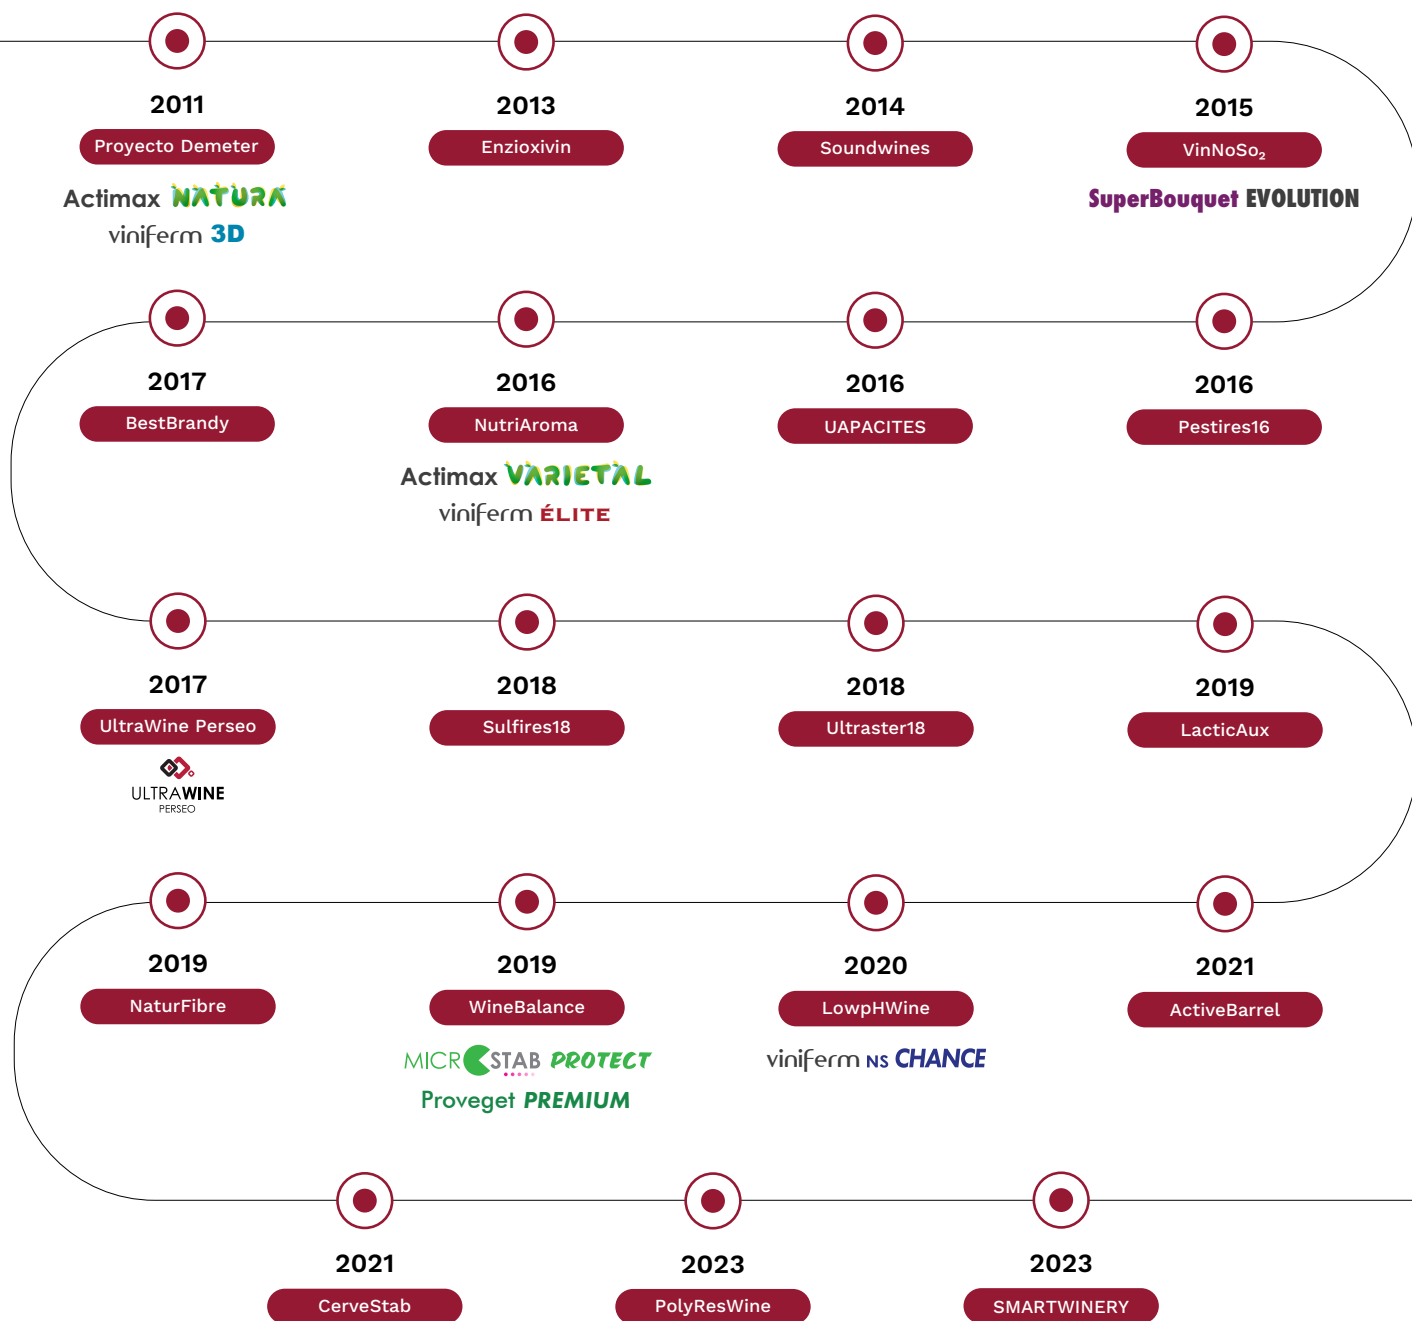 2011
Proyecto Demeter
Actimax NATURA
viniferm 3D
2013
Enzioxivin
2014
Soundwines
2015
VinNoSo₂
SuperBouquet EVOLUTION
2017
BestBrandy
2016
NutriAroma
Actimax VARIETAL
viniferm ÉLITE
2016
UAPACITES
2016
Pestires16
2017
UltraWine Perseo
ULTRAWINE
PERSEO
2018
Sulfires18
2018
Ultraster18
2019
LacticAux
2019
NaturFibre
2019
WineBalance
MICROSTAB PROTECT
Proveget PREMIUM
2020
LowpHWine
viniferm NS CHANCE
2021
ActiveBarrel
2021
CerveStab
2023
PolyResWine
2023
SMARTWINERY